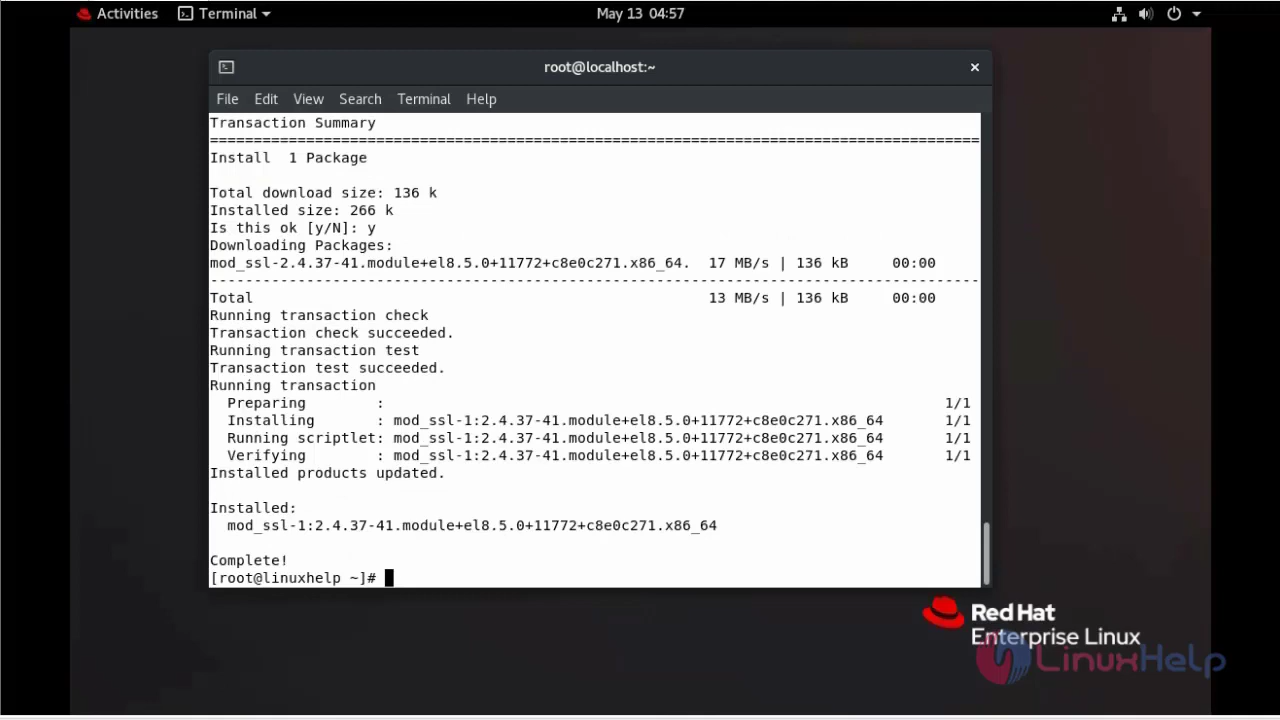 Activities Terminal May 13 04:57
root@localhost:~
File Edit View Search Terminal Help
Transaction Summary
================================================================================
Install  1 Package

Total download size: 136 k
Installed size: 266 k
Is this ok [y/N]: y
Downloading Packages:
mod_ssl-2.4.37-41.module+el8.5.0+11772+c8e0c271.x86_64.  17 MB/s | 136 kB     00:00
--------------------------------------------------------------------------------
Total                                                    13 MB/s | 136 kB     00:00
Running transaction check
Transaction check succeeded.
Running transaction test
Transaction test succeeded.
Running transaction
  Preparing        :                                                                1/1
  Installing       : mod_ssl-1:2.4.37-41.module+el8.5.0+11772+c8e0c271.x86_64       1/1
  Running scriptlet: mod_ssl-1:2.4.37-41.module+el8.5.0+11772+c8e0c271.x86_64       1/1
  Verifying        : mod_ssl-1:2.4.37-41.module+el8.5.0+11772+c8e0c271.x86_64       1/1
Installed products updated.

Installed:
  mod_ssl-1:2.4.37-41.module+el8.5.0+11772+c8e0c271.x86_64

Complete!
[root@linuxhelp ~]#
Red Hat
Enterprise Linux
LinuxHelp